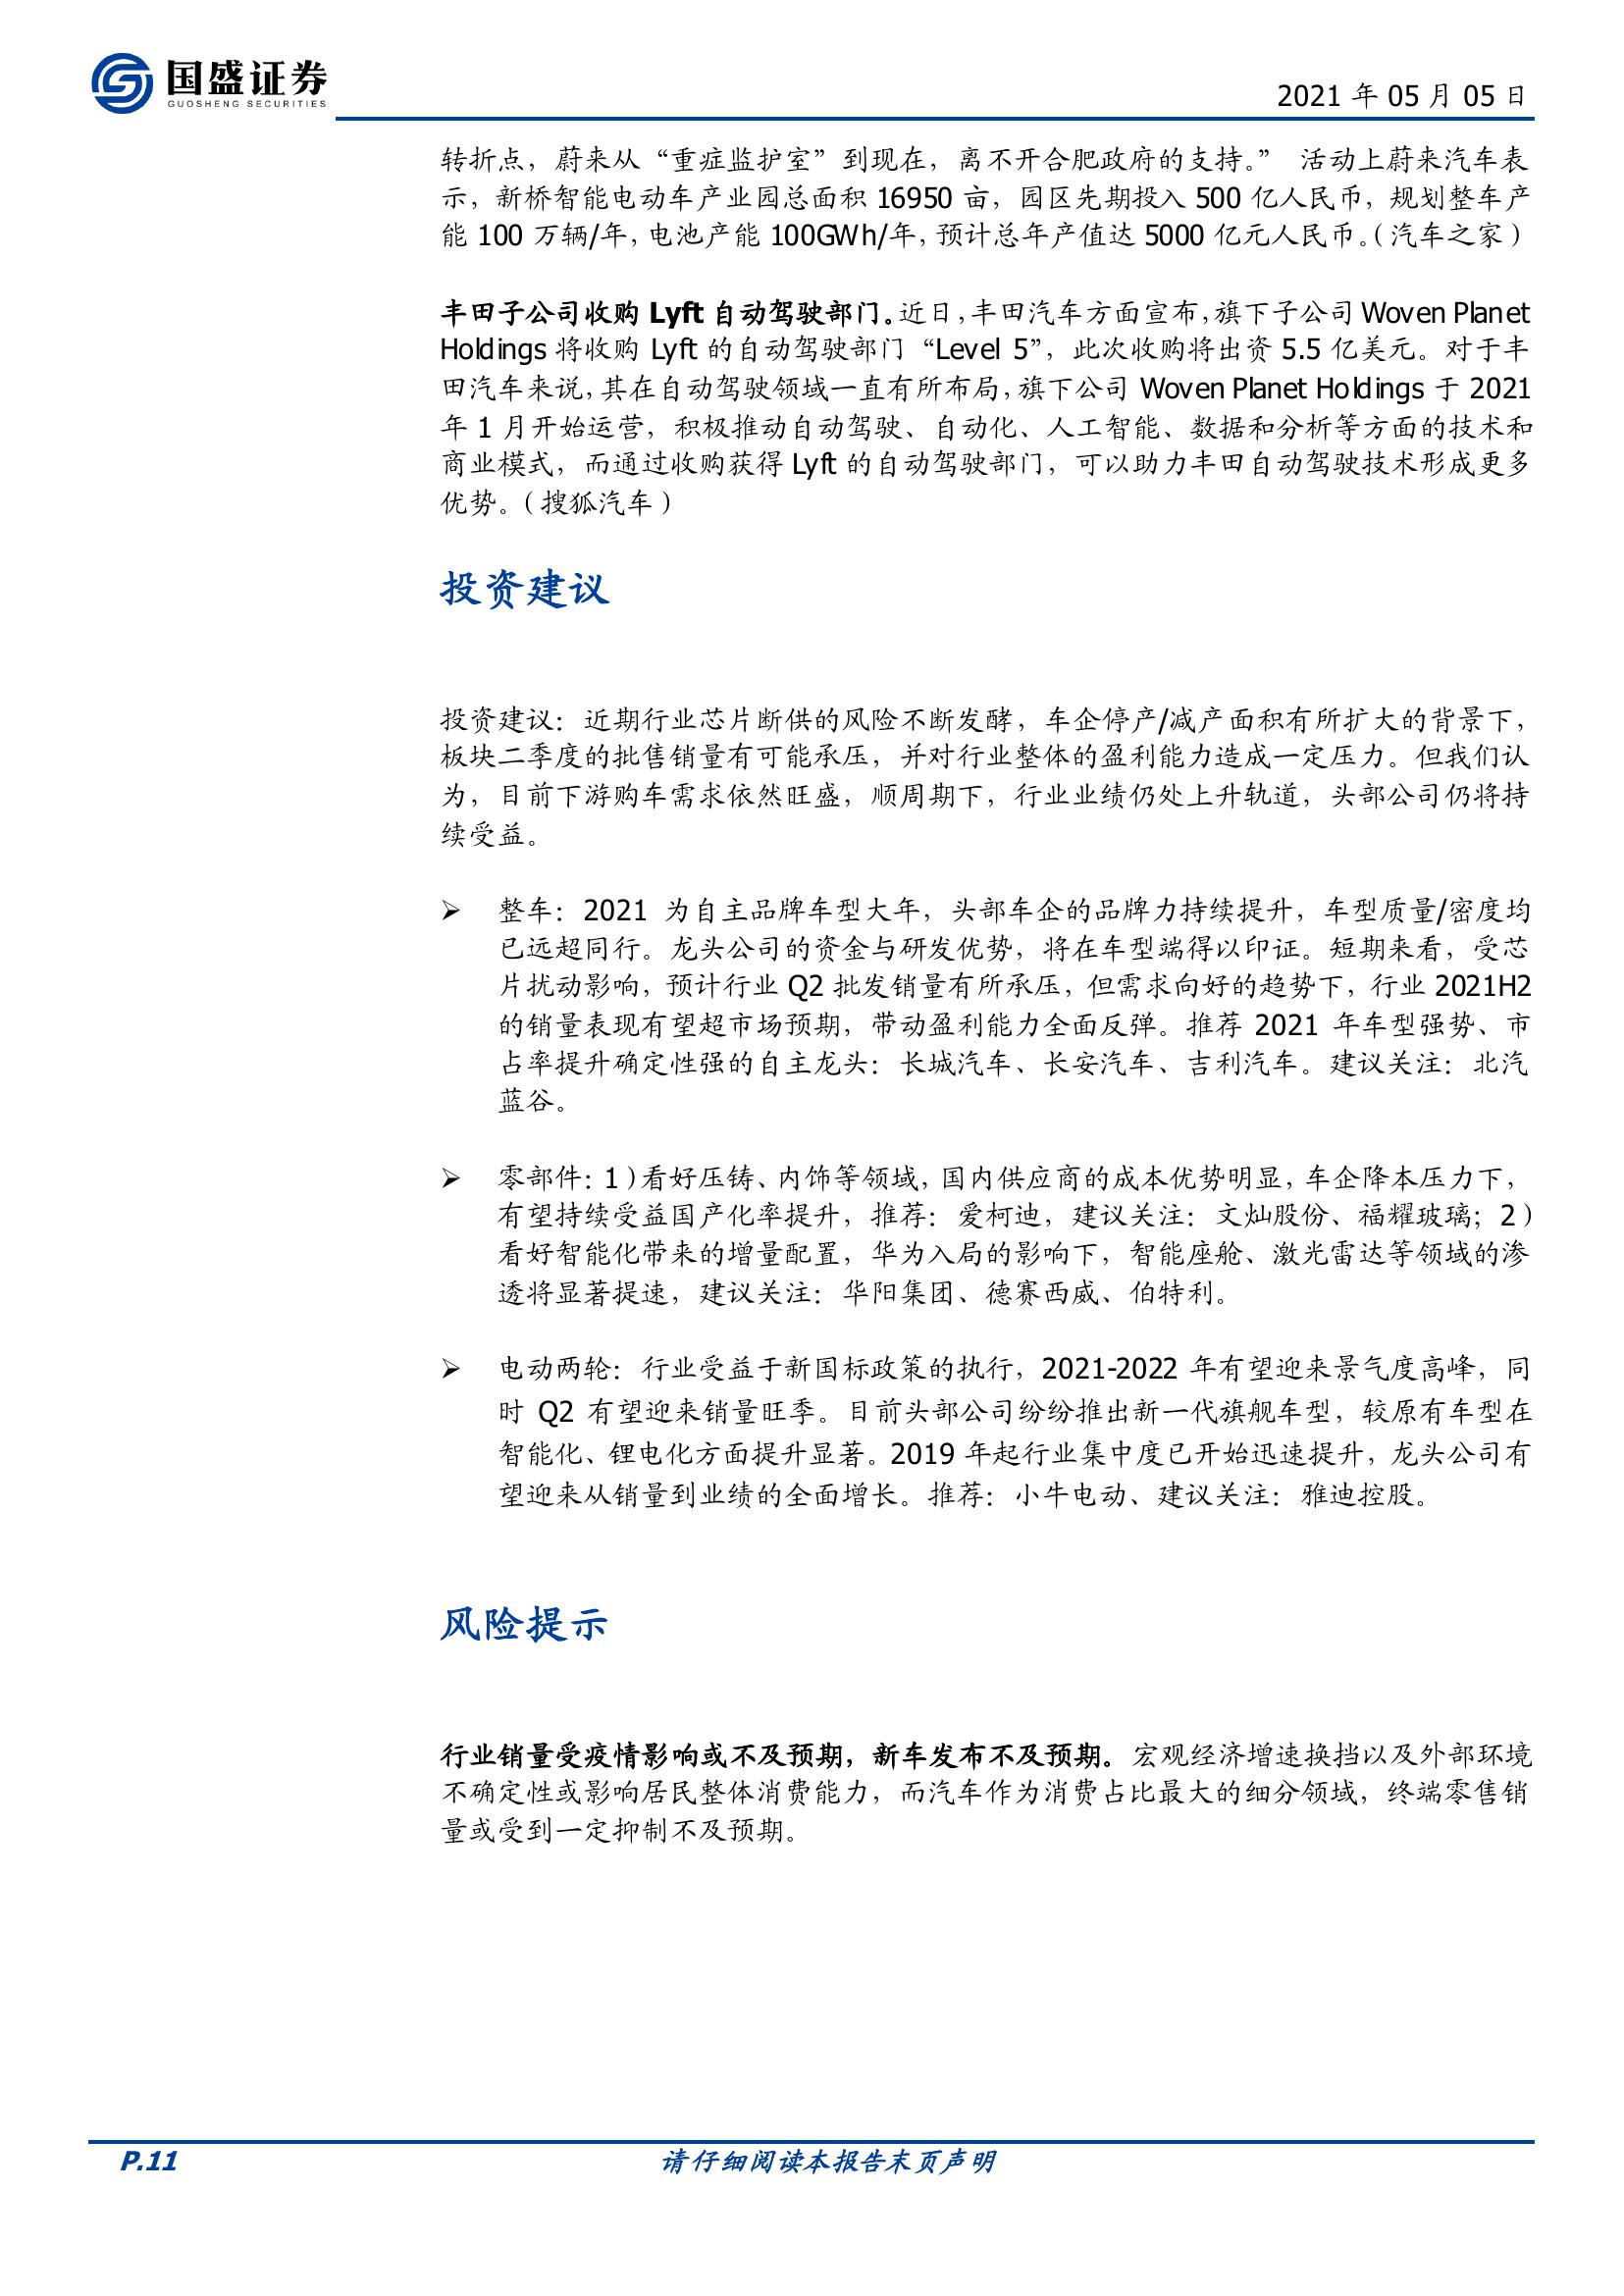 国盛证券
GUOSHENG SECURITIES
2021 年 05 月 05 日
转折点，蔚来从“重症监护室”到现在，离不开合肥政府的支持。” 活动上蔚来汽车表
示，新桥智能电动车产业园总面积 16950 亩，园区先期投入 500 亿人民币，规划整车产
能 100 万辆/年，电池产能 100GWh/年，预计总年产值达 5000 亿元人民币。（汽车之家）
丰田子公司收购 Lyft 自动驾驶部门。近日，丰田汽车方面宣布，旗下子公司 Woven Planet
Holdings 将收购 Lyft 的自动驾驶部门“Level 5”，此次收购将出资 5.5 亿美元。对于丰
田汽车来说，其在自动驾驶领域一直有所布局，旗下公司 Woven Planet Holdings 于 2021
年 1 月开始运营，积极推动自动驾驶、自动化、人工智能、数据和分析等方面的技术和
商业模式，而通过收购获得 Lyft 的自动驾驶部门，可以助力丰田自动驾驶技术形成更多
优势。（搜狐汽车）
投资建议
投资建议：近期行业芯片断供的风险不断发酵，车企停产/减产面积有所扩大的背景下，
板块二季度的批售销量有可能承压，并对行业整体的盈利能力造成一定压力。但我们认
为，目前下游购车需求依然旺盛，顺周期下，行业业绩仍处上升轨道，头部公司仍将持
续受益。
➢ 整车：2021 为自主品牌车型大年，头部车企的品牌力持续提升，车型质量/密度均
已远超同行。龙头公司的资金与研发优势，将在车型端得以印证。短期来看，受芯
片扰动影响，预计行业 Q2 批发销量有所承压，但需求向好的趋势下，行业 2021H2
的销量表现有望超市场预期，带动盈利能力全面反弹。推荐 2021 年车型强势、市
占率提升确定性强的自主龙头：长城汽车、长安汽车、吉利汽车。建议关注：北汽
蓝谷。
➢ 零部件：1）看好压铸、内饰等领域，国内供应商的成本优势明显，车企降本压力下，
有望持续受益国产化率提升，推荐：爱柯迪，建议关注：文灿股份、福耀玻璃；2）
看好智能化带来的增量配置，华为入局的影响下，智能座舱、激光雷达等领域的渗
透将显著提速，建议关注：华阳集团、德赛西威、伯特利。
➢ 电动两轮：行业受益于新国标政策的执行，2021-2022 年有望迎来景气度高峰，同
时 Q2 有望迎来销量旺季。目前头部公司纷纷推出新一代旗舰车型，较原有车型在
智能化、锂电化方面提升显著。2019 年起行业集中度已开始迅速提升，龙头公司有
望迎来从销量到业绩的全面增长。推荐：小牛电动、建议关注：雅迪控股。
风险提示
行业销量受疫情影响或不及预期，新车发布不及预期。宏观经济增速换挡以及外部环境
不确定性或影响居民整体消费能力，而汽车作为消费占比最大的细分领域，终端零售销
量或受到一定抑制不及预期。
P.11
请仔细阅读本报告末页声明